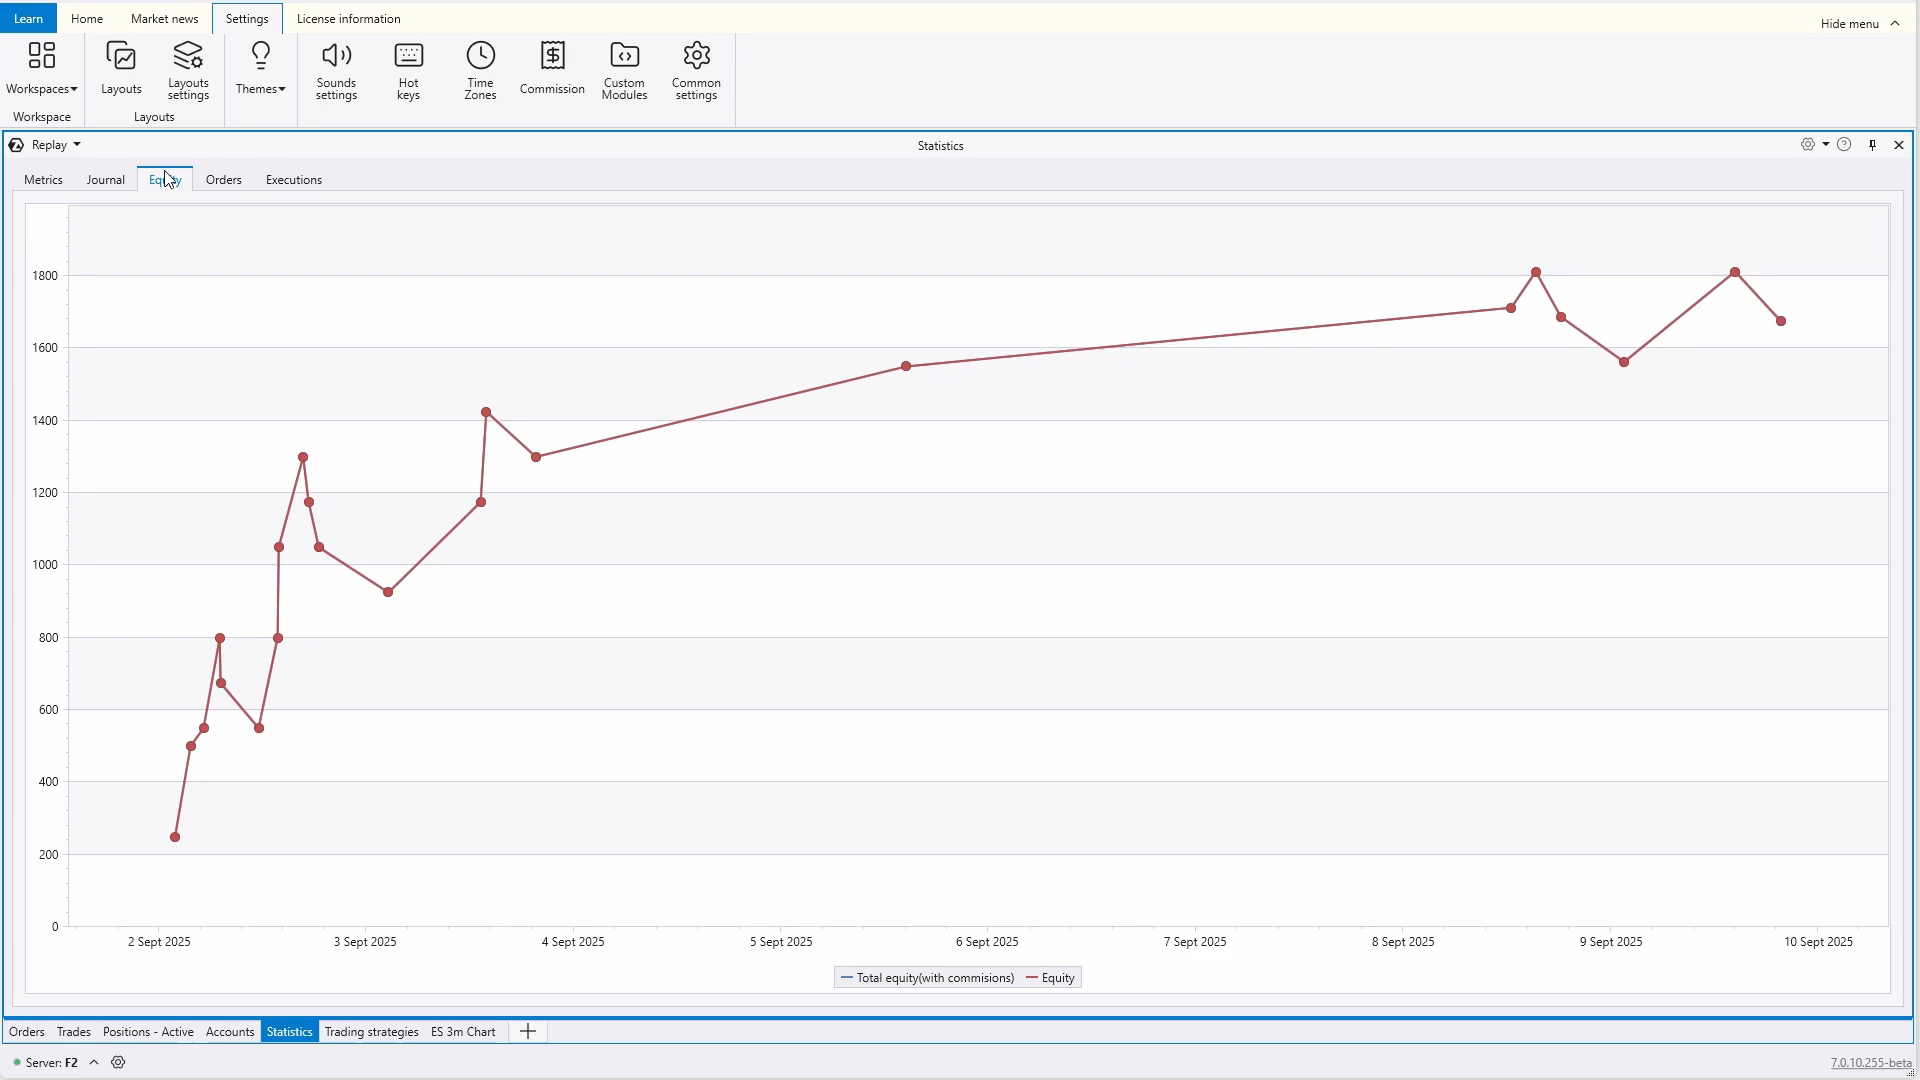 Learn Home Market news Settings License information Hide menu
Workspaces Layouts Layouts settings Themes Sounds settings Hot keys Time Zones Commission Custom Modules Common settings
Workspace Layouts
Replay Statistics
Metrics Journal Equity Orders Executions
1800
1600
1400
1200
1000
800
600
400
200
0
2 Sept 2025 3 Sept 2025 4 Sept 2025 5 Sept 2025 6 Sept 2025 7 Sept 2025 8 Sept 2025 9 Sept 2025 10 Sept 2025
Total equity(with commisions) Equity
Orders Trades Positions - Active Accounts Statistics Trading strategies ES 3m Chart
Server: F2 7.0.10.255-beta